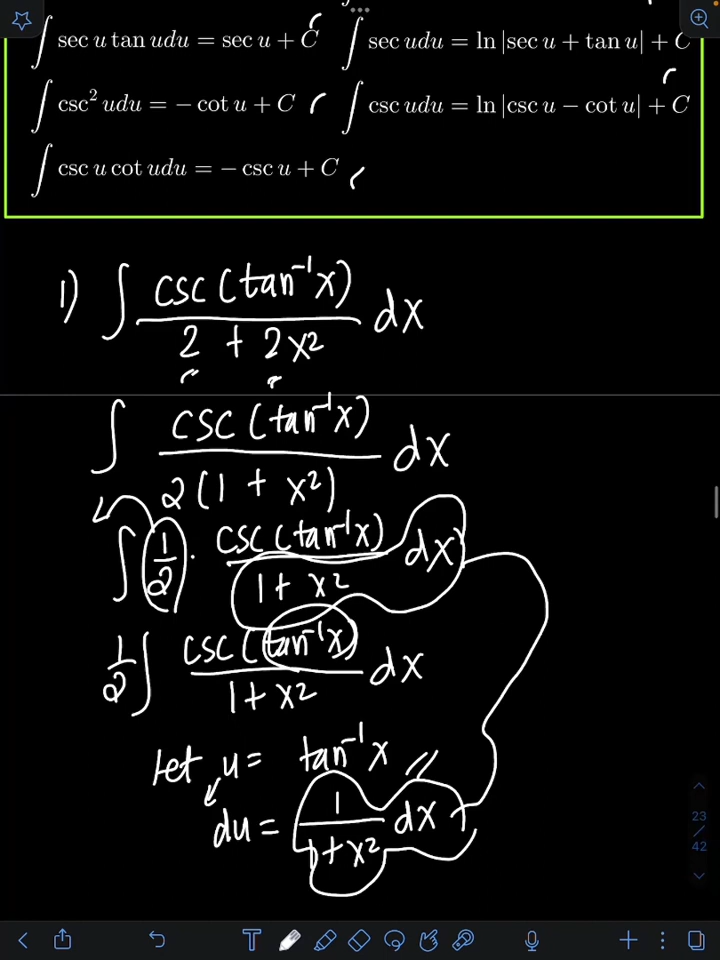 ∫ sec u tan u du = sec u + C ∫ sec u du = ln |sec u + tan u| + C
∫ csc² u du = − cot u + C ∫ csc u du = ln |csc u − cot u| + C
∫ csc u cot u du = − csc u + C
1) ∫ csc(tan⁻¹x) / 2 + 2x² dx
∫ csc(tan⁻¹x) / 2(1 + x²) dx
∫ 1/2 · csc(tan⁻¹x) / 1 + x² dx
1/2 ∫ csc(tan⁻¹x) / 1 + x² dx
let u = tan⁻¹x
du = 1 / 1 + x² dx
23
/
42
T